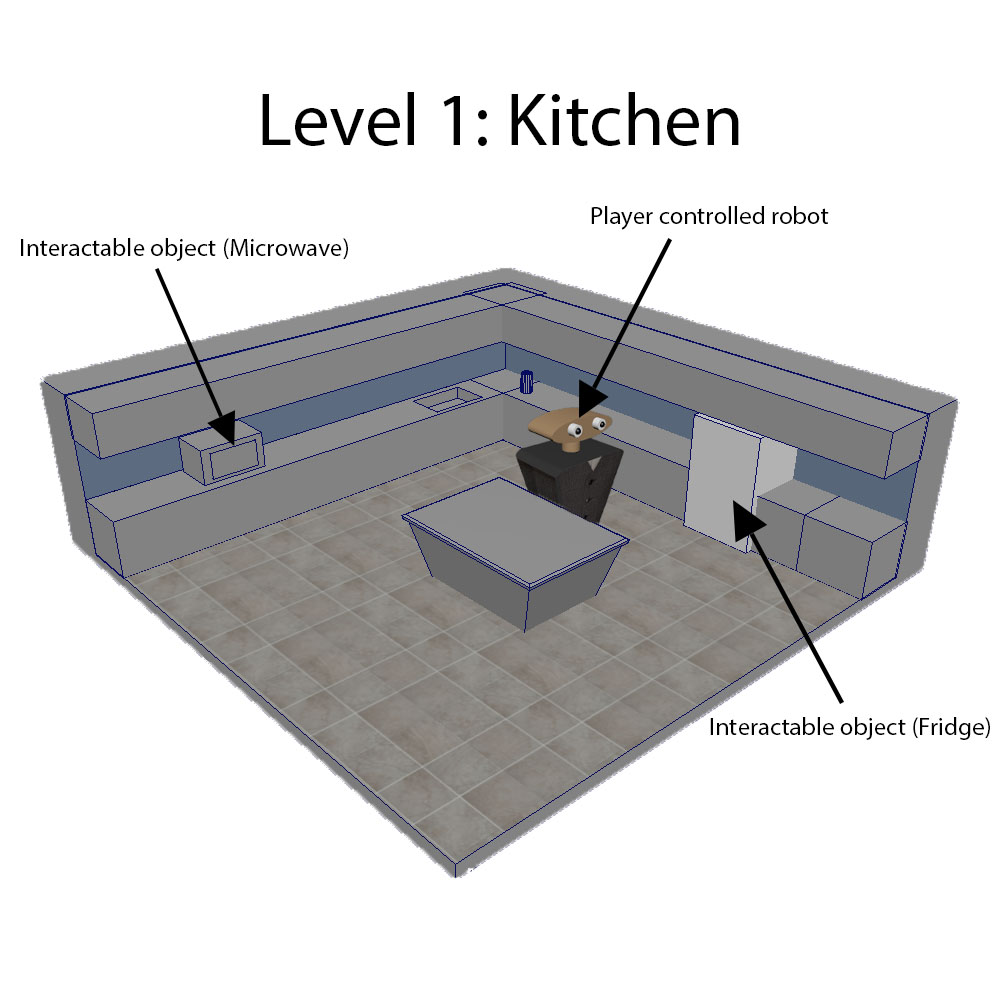 Level 1: Kitchen
Player controlled robot
Interactable object (Microwave)
Interactable object (Fridge)